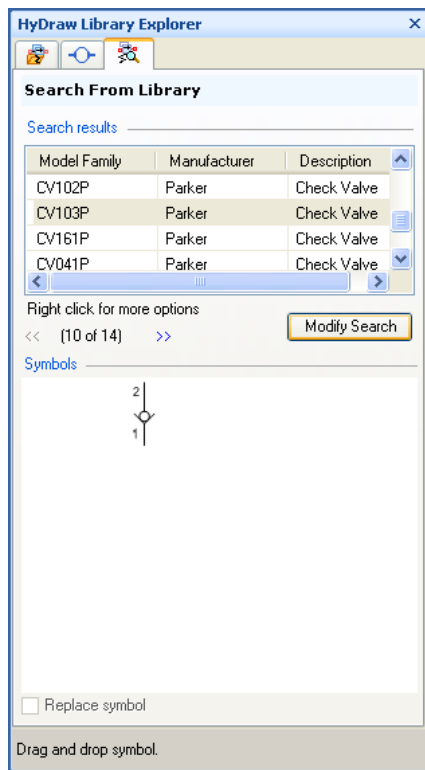 HyDraw Library Explorer
Search From Library
Search results
Model Family Manufacturer Description
CV102P Parker Check Valve
CV103P Parker Check Valve
CV161P Parker Check Valve
CV041P Parker Check Valve
Right click for more options
<< (10 of 14) >> Modify Search
Symbols
2
1
Replace symbol
Drag and drop symbol.